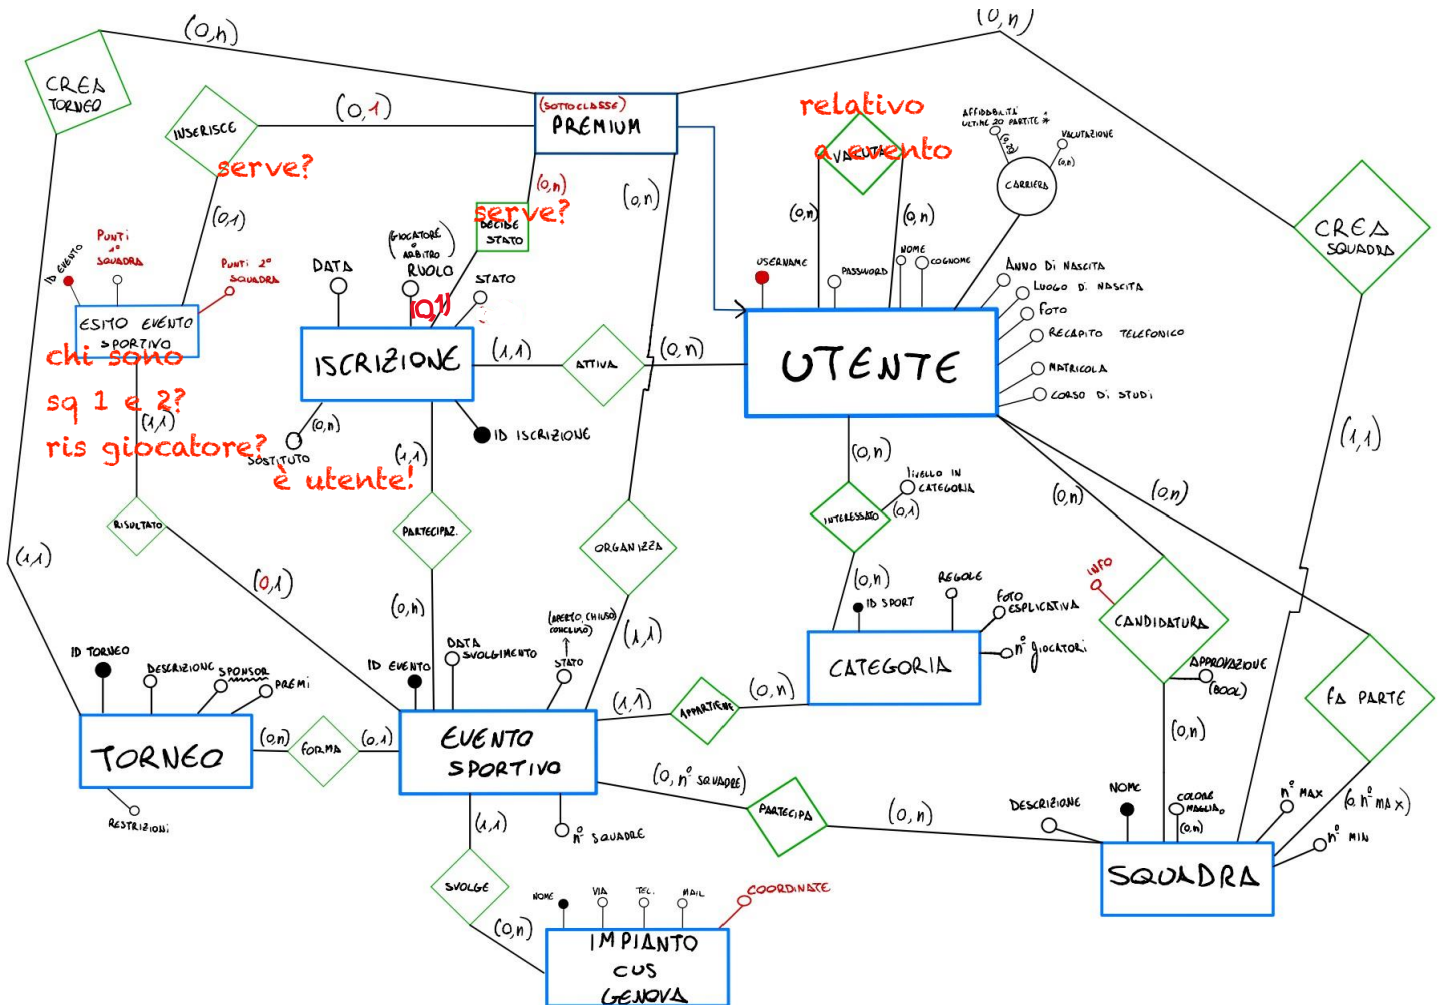 (0,n)
(0,n)
CREA
TORNEO
INSERISCE
serve?
(0,1)
(0,1)
(SOTTOCLASSE)
PREMIUM
(0,n)
serve?
DECIDE
STATO
(0,n)
relativo
a evento
VALUTA
(0,n)
(0,n)
AFFIDABILITÀ
ULTIME 20 PARTITE *
(0,20)
VALUTAZIONE
(0,n)
CARRIERA
CREA
SQUADRA
(1,1)
ID EVENTO
PUNTI
1°
SQUADRA
PUNTI 2°
SQUADRA
ESITO EVENTO
SPORTIVO
chi sono
sq 1 e 2?
ris giocatore?
(1,1)
DATA
(GIOCATORE
O
ARBITRO)
RUOLO
(0,1)
STATO
ISCRIZIONE
(1,1)
ATTIVA
(0,n)
SOSTITUTO
(0,n)
è utente!
ID ISCRIZIONE
USERNAME
PASSWORD
NOME
COGNOME
ANNO DI NASCITA
LUOGO DI NASCITA
FOTO
RECAPITO TELEFONICO
MATRICOLA
CORSO DI STUDI
UTENTE
RISULTATO
(0,1)
(1,1)
PARTECIPAZ.
(0,n)
ORGANIZZA
(1,1)
(0,n)
INTERESSATO
LIVELLO IN
CATEGORIA
(0,1)
(0,n)
(0,n)
(0,n)
INFO
CANDIDATURA
APPROVAZIONE
(BOOL)
(0,n)
FA PARTE
(0,n° MAX)
(1,1)
ID TORNEO
DESCRIZIONE
SPONSOR
PREMI
TORNEO
RESTRIZIONI
(0,n)
FORMA
(0,1)
ID EVENTO
DATA
SVOLGIMENTO
(APERTO, CHIUSO,
CONCLUSO)
STATO
EVENTO
SPORTIVO
n° SQUADRE
(1,1)
APPARTIENE
(0,n)
ID SPORT
REGOLE
FOTO
ESPLICATIVA
n° GIOCATORI
CATEGORIA
(0, n° SQUADRE)
PARTECIPA
(0,n)
DESCRIZIONE
NOME
COLORE
MAGLIA
(0,n)
n° MAX
n° MIN
SQUADRA
(1,1)
SVOLGE
(0,n)
NOME
VIA
TEL.
MAIL
COORDINATE
IMPIANTO
CUS
GENOVA